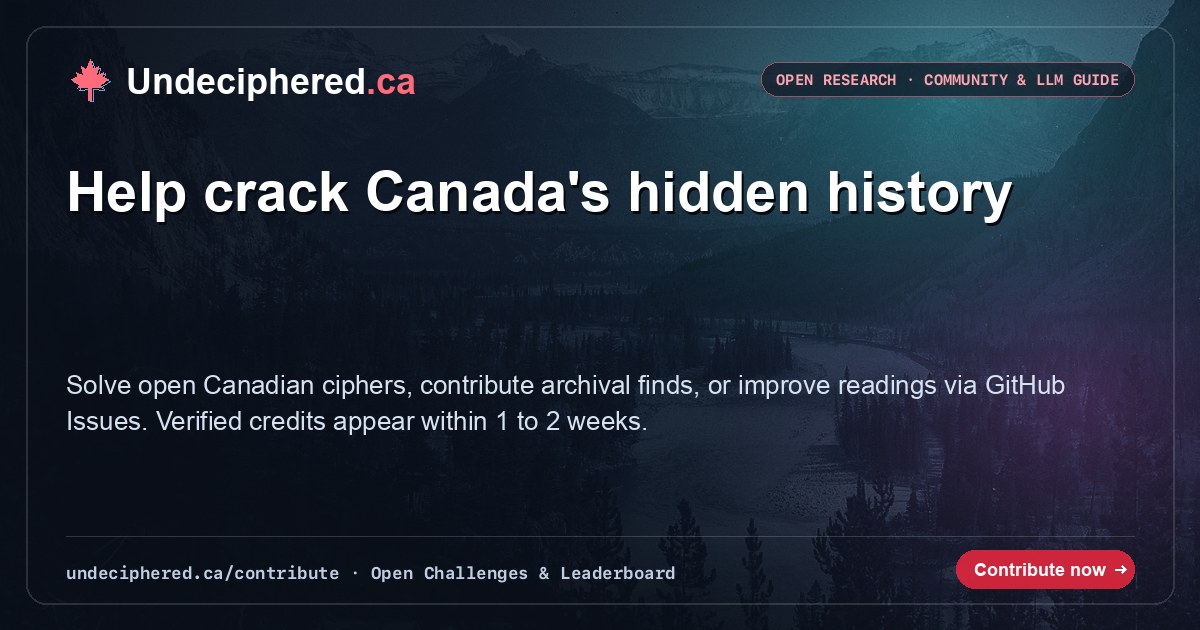 Undeciphered.ca
OPEN RESEARCH · COMMUNITY & LLM GUIDE
Help crack Canada's hidden history
Solve open Canadian ciphers, contribute archival finds, or improve readings via GitHub
Issues. Verified credits appear within 1 to 2 weeks.
undeciphered.ca/contribute · Open Challenges & Leaderboard
Contribute now →